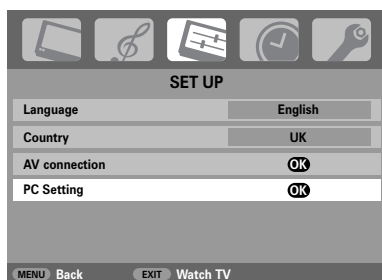 SET UP
Language English
Country UK
AV connection OK
PC Setting OK
MENU Back EXIT Watch TV